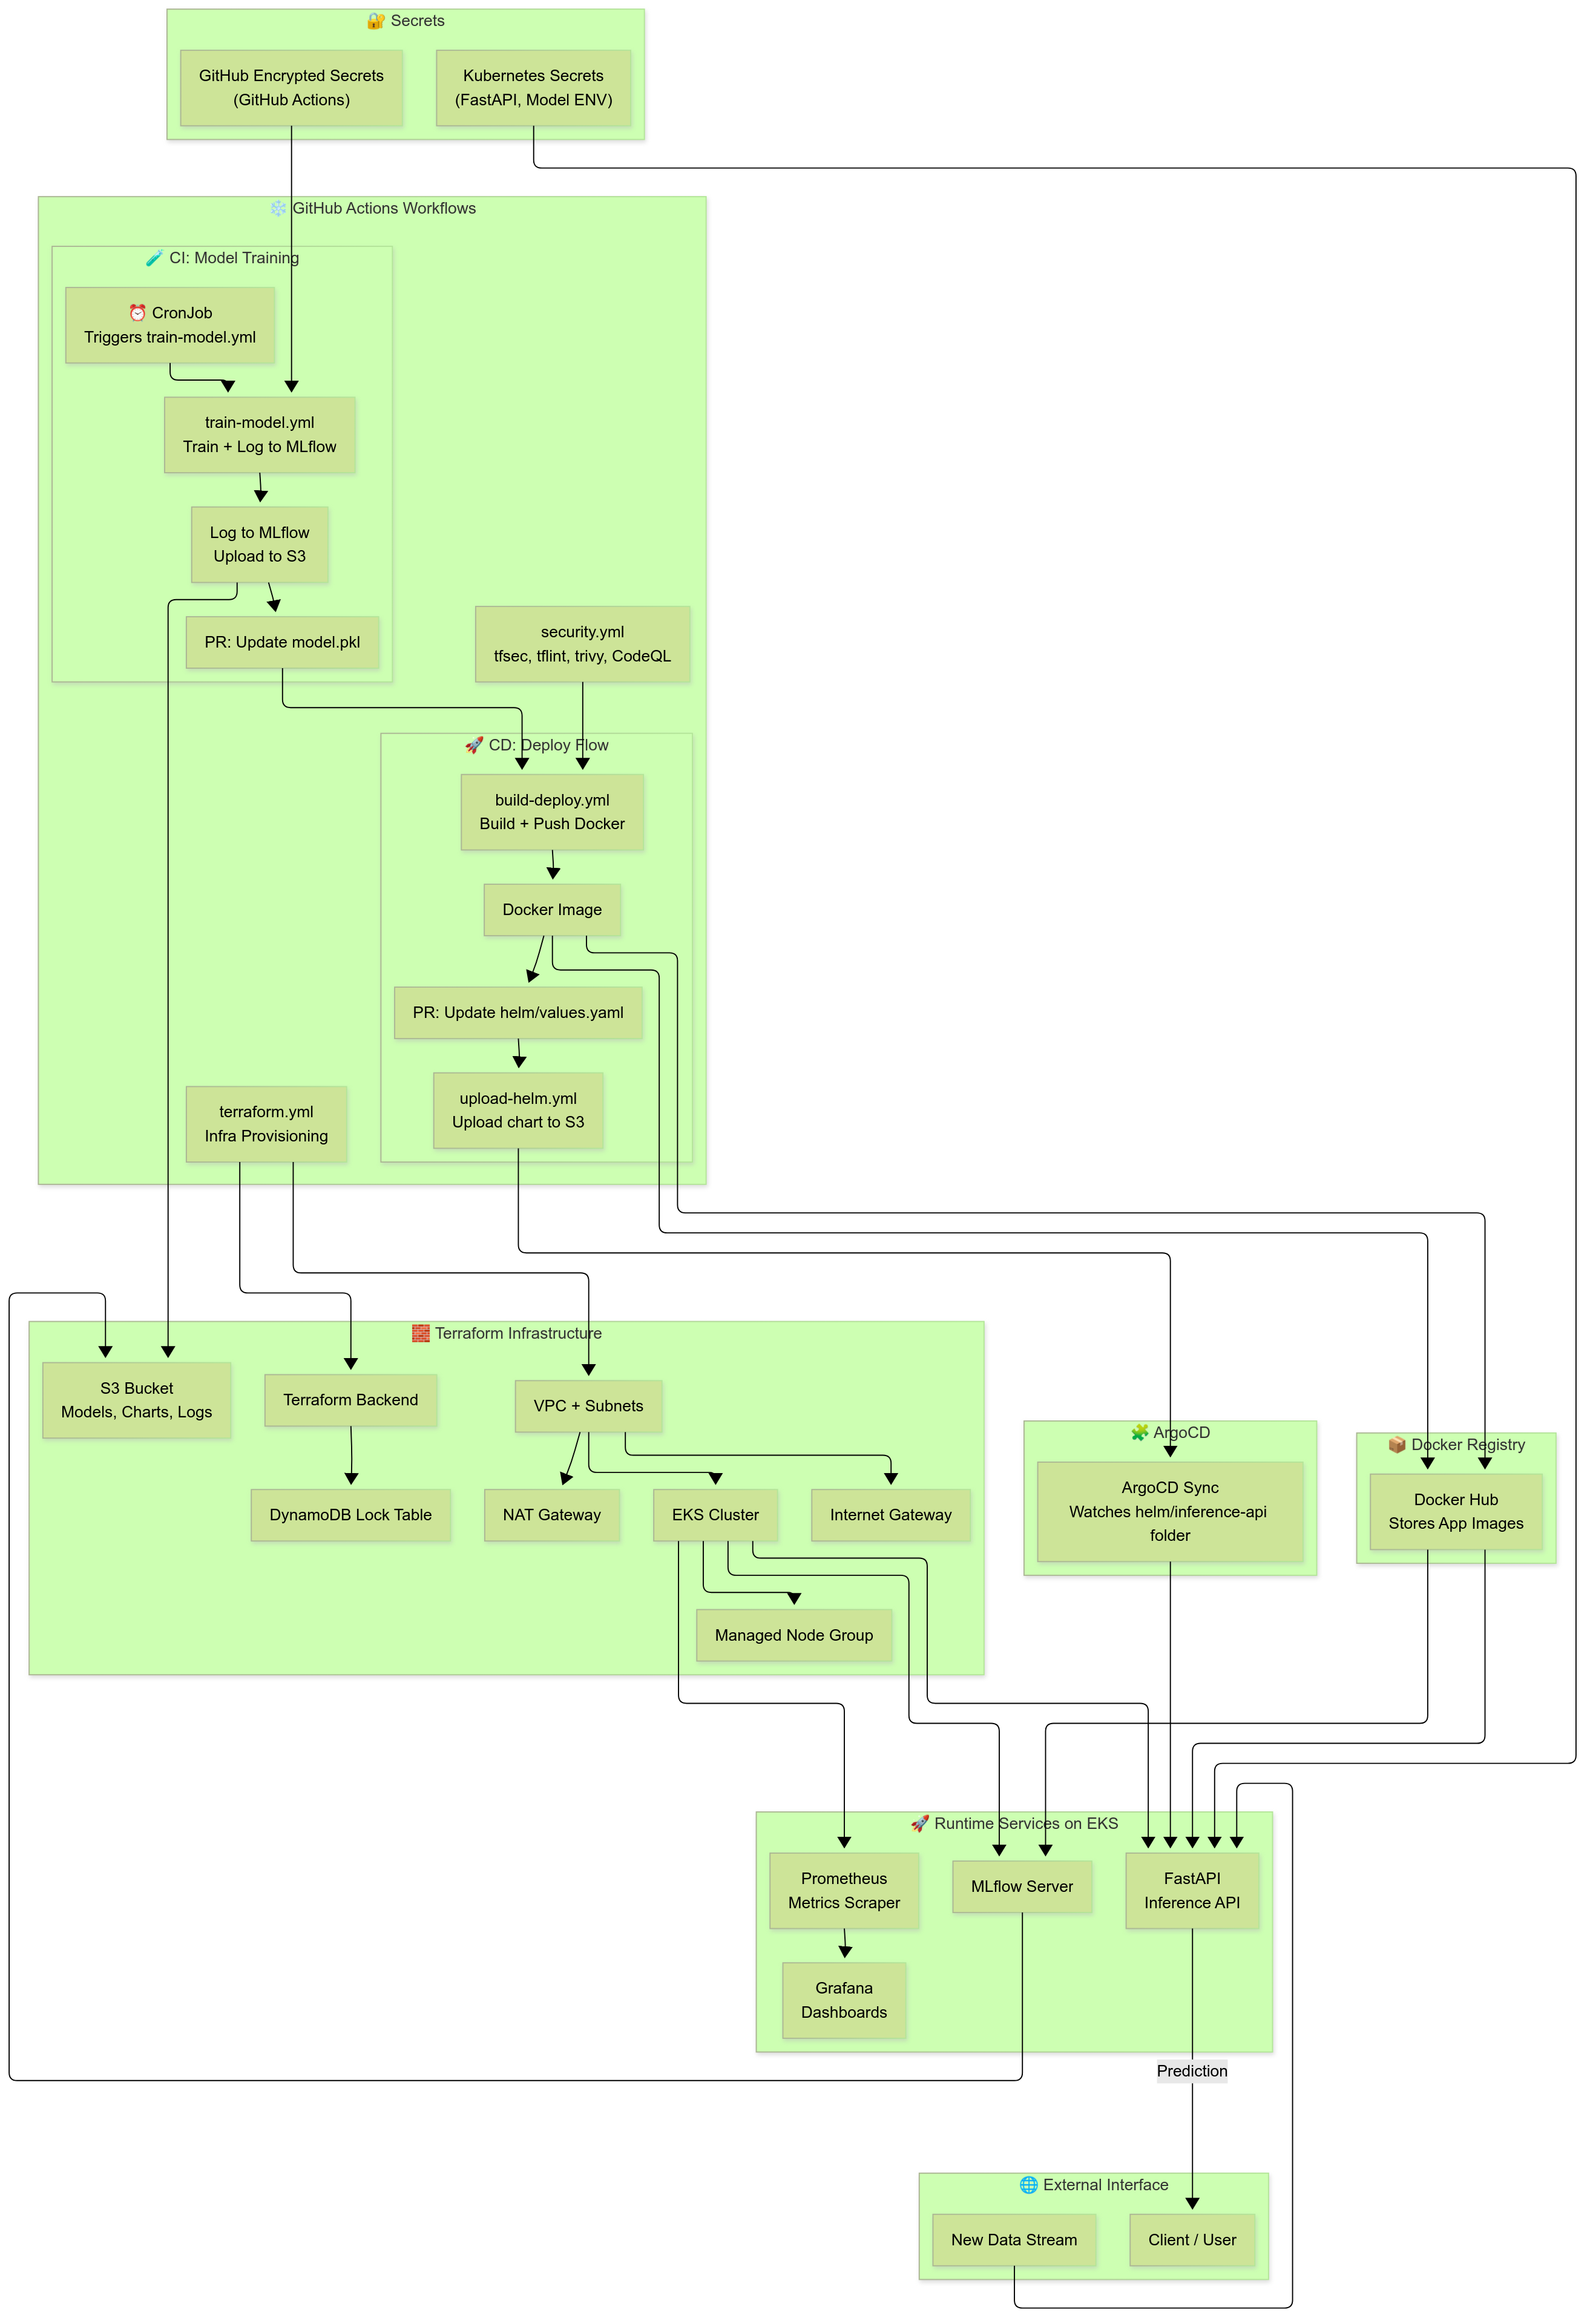 🔐 Secrets
GitHub Encrypted Secrets
(GitHub Actions)
Kubernetes Secrets
(FastAPI, Model ENV)
❄️ GitHub Actions Workflows
🧪 CI: Model Training
⏰ CronJob
Triggers train-model.yml
train-model.yml
Train + Log to MLflow
Log to MLflow
Upload to S3
PR: Update model.pkl
security.yml
tfsec, tflint, trivy, CodeQL
🚀 CD: Deploy Flow
build-deploy.yml
Build + Push Docker
Docker Image
PR: Update helm/values.yaml
upload-helm.yml
Upload chart to S3
terraform.yml
Infra Provisioning
🧱 Terraform Infrastructure
S3 Bucket
Models, Charts, Logs
Terraform Backend
VPC + Subnets
DynamoDB Lock Table
NAT Gateway
EKS Cluster
Internet Gateway
Managed Node Group
🧩 ArgoCD
ArgoCD Sync
Watches helm/inference-api
folder
📦 Docker Registry
Docker Hub
Stores App Images
🚀 Runtime Services on EKS
Prometheus
Metrics Scraper
MLflow Server
FastAPI
Inference API
Grafana
Dashboards
Prediction
🌐 External Interface
New Data Stream
Client / User